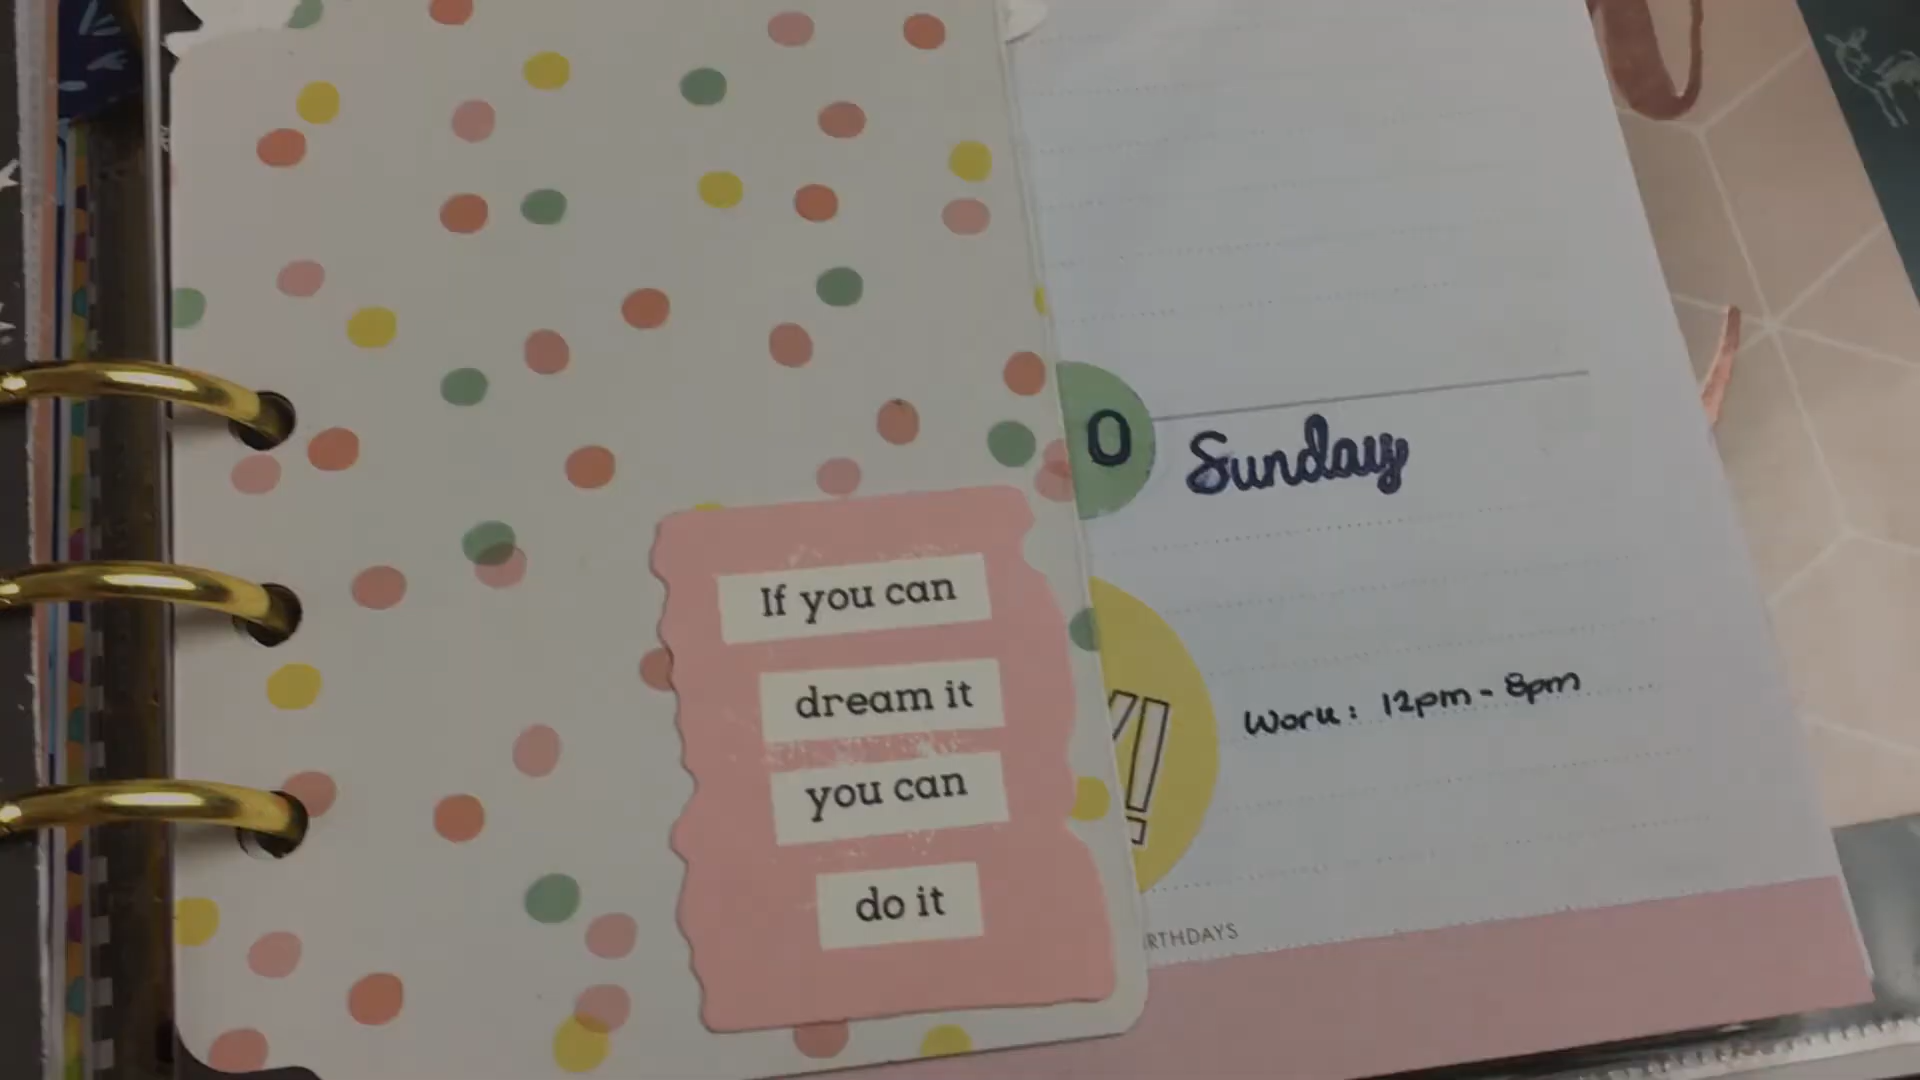 If you can
dream it
you can
do it
0
Sunday
Work: 12pm - 8pm
!
RTHDAYS